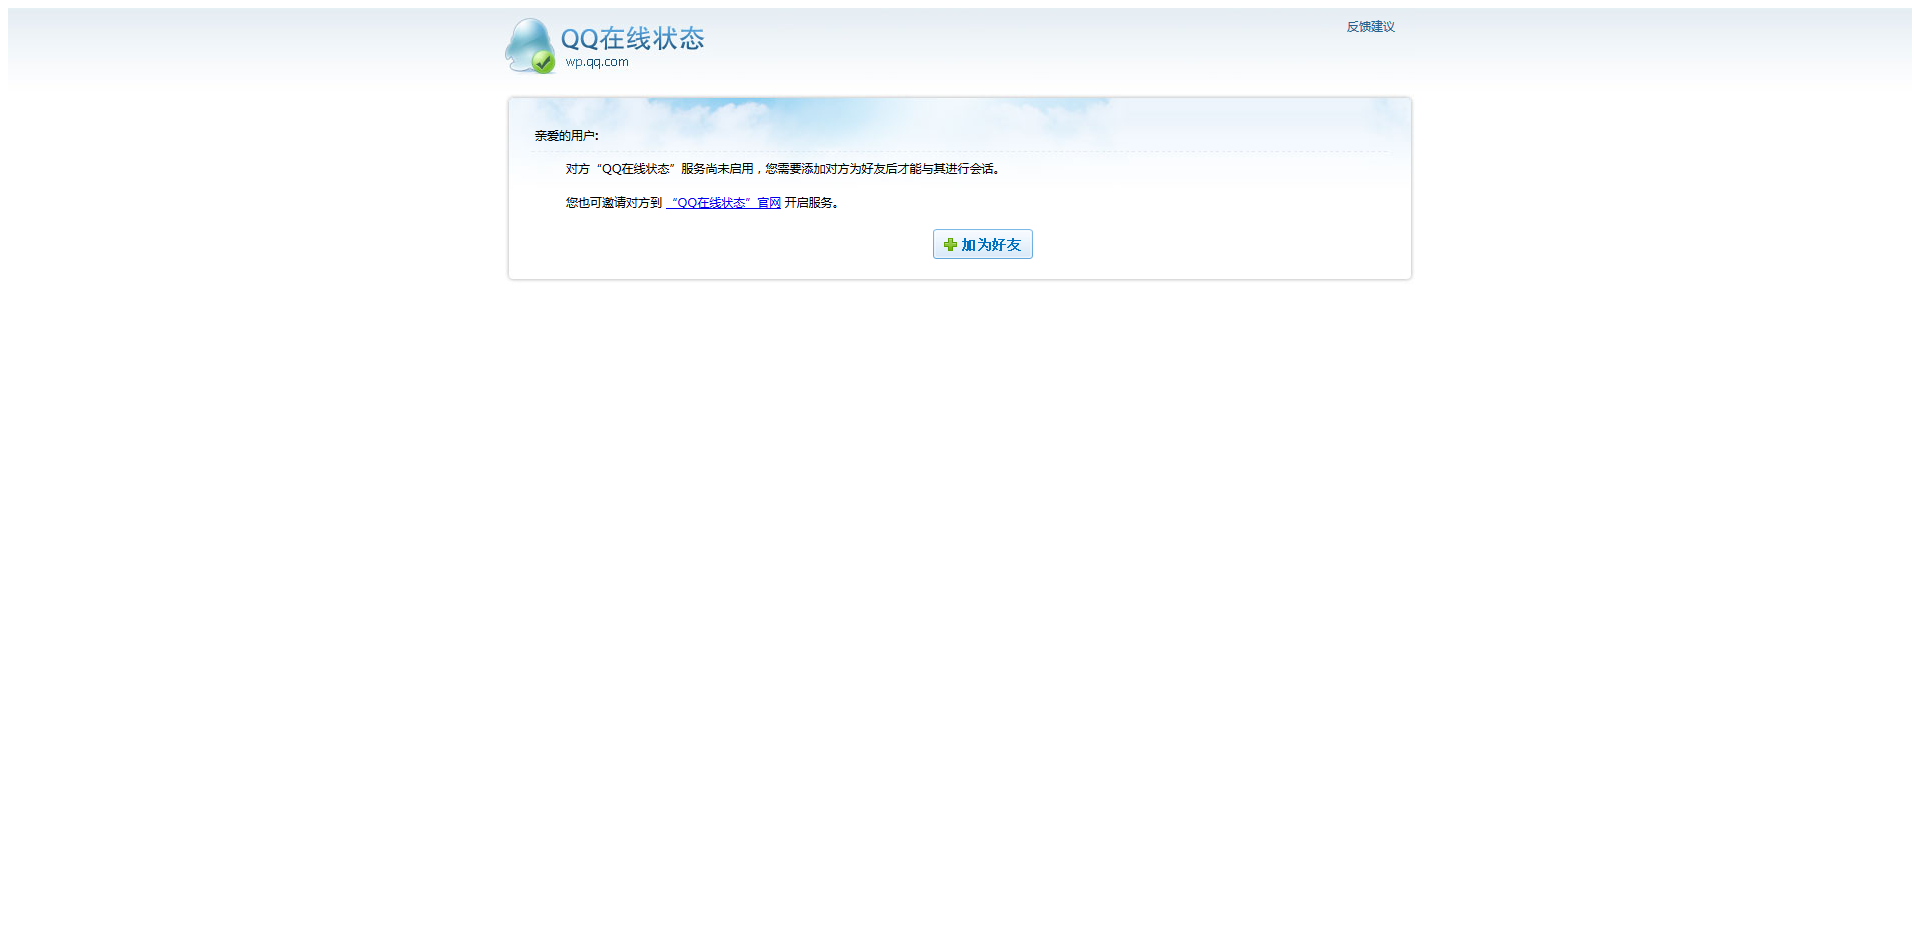 QQ在线状态
wp.qq.com
反馈建议
亲爱的用户:
对方“QQ在线状态”服务尚未启用，您需要添加对方为好友后才能与其进行会话。
您也可邀请对方到 “QQ在线状态”官网 开启服务。
加为好友